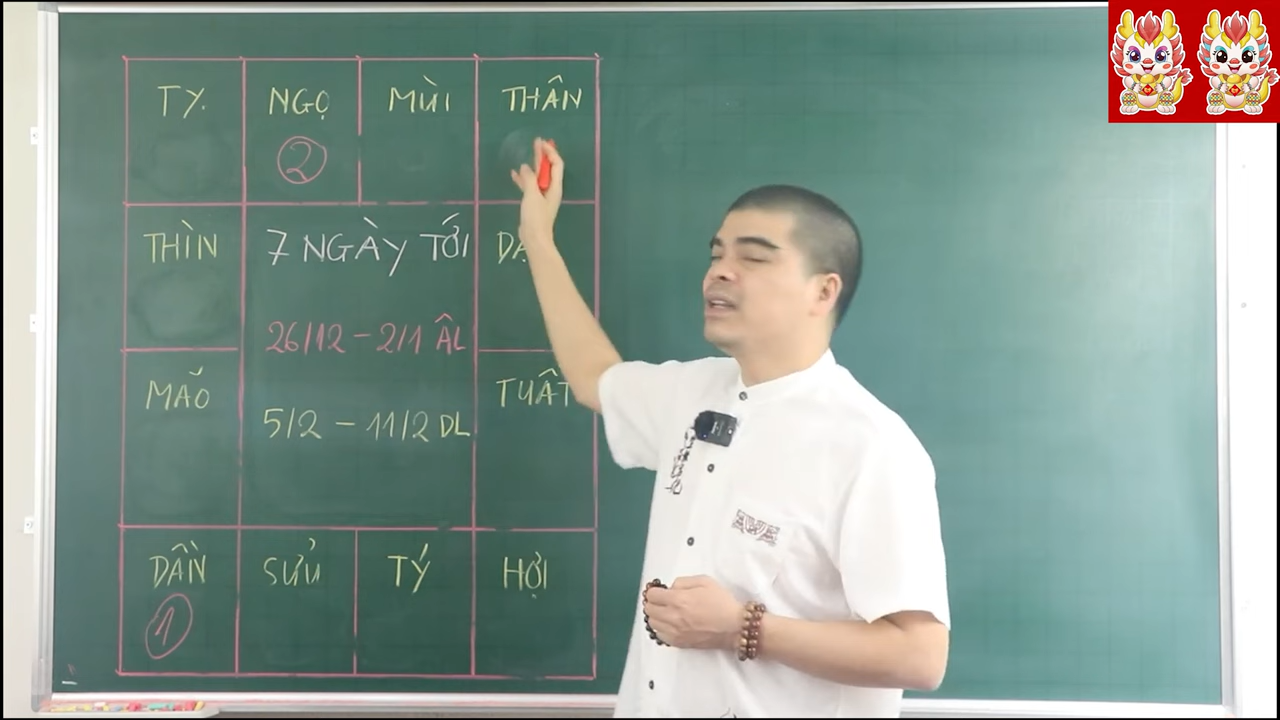 TỴ. NGỌ MÙI THÂN
2
THÌN 7 NGÀY TỚI
26/12 - 2/1 ÂL
MÃO TUẤT
5/2 - 11/2 DL
DẦN SỬU TÝ HỢI
1